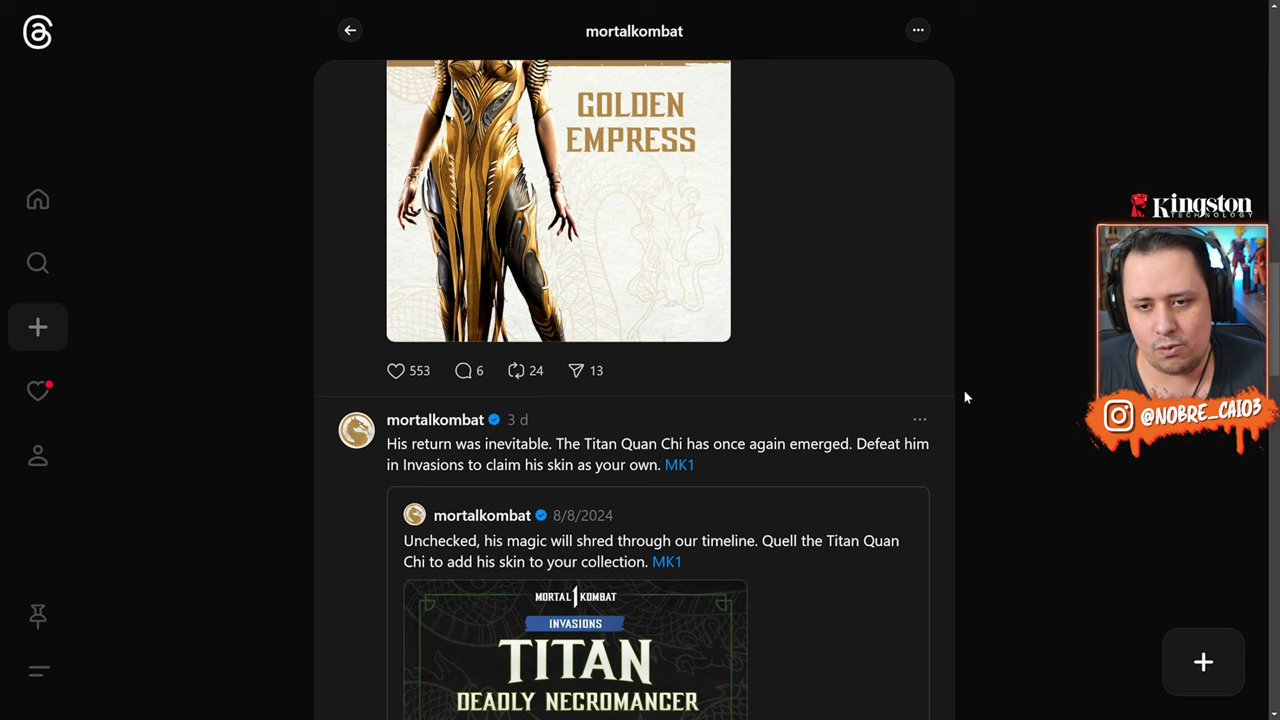 mortalkombat
GOLDEN
EMPRESS
Kingston
TECHNOLOGY
553
6
24
13
@NOBRE_CAIO3
mortalkombat 3 d
His return was inevitable. The Titan Quan Chi has once again emerged. Defeat him
in Invasions to claim his skin as your own. MK1
mortalkombat 8/8/2024
Unchecked, his magic will shred through our timeline. Quell the Titan Quan
Chi to add his skin to your collection. MK1
MORTAL 1 KOMBAT
INVASIONS
TITAN
DEADLY NECROMANCER